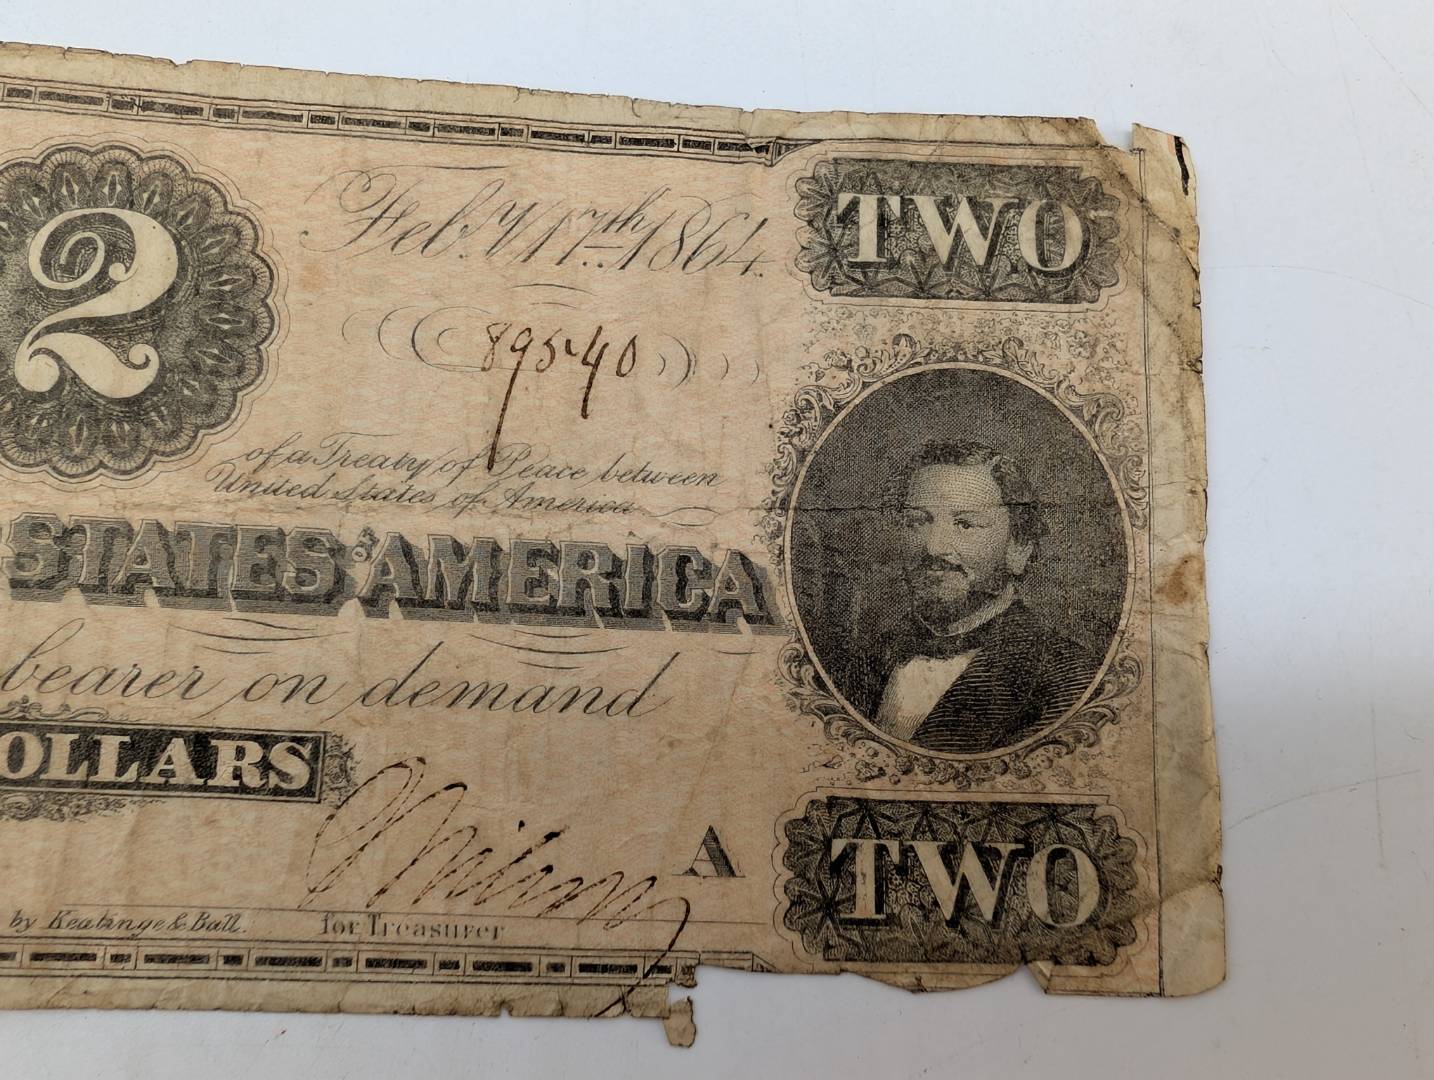 2
Feb.y 17th 1864.
TWO
89540
of a Treaty of Peace between
United States of America
STATES OF AMERICA
bearer on demand
OLLARS
A
TWO
by Keatinge & Ball.
for Treasurer